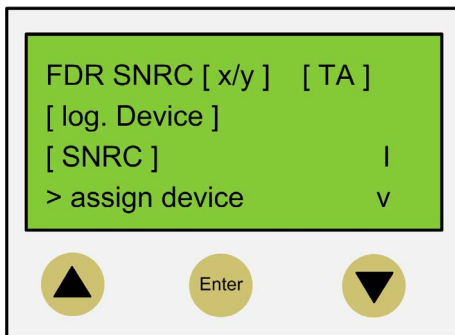 FDR SNRC [ x/y ] [ TA ]
[ log. Device ]
[ SNRC ] I
> assign device v
Enter